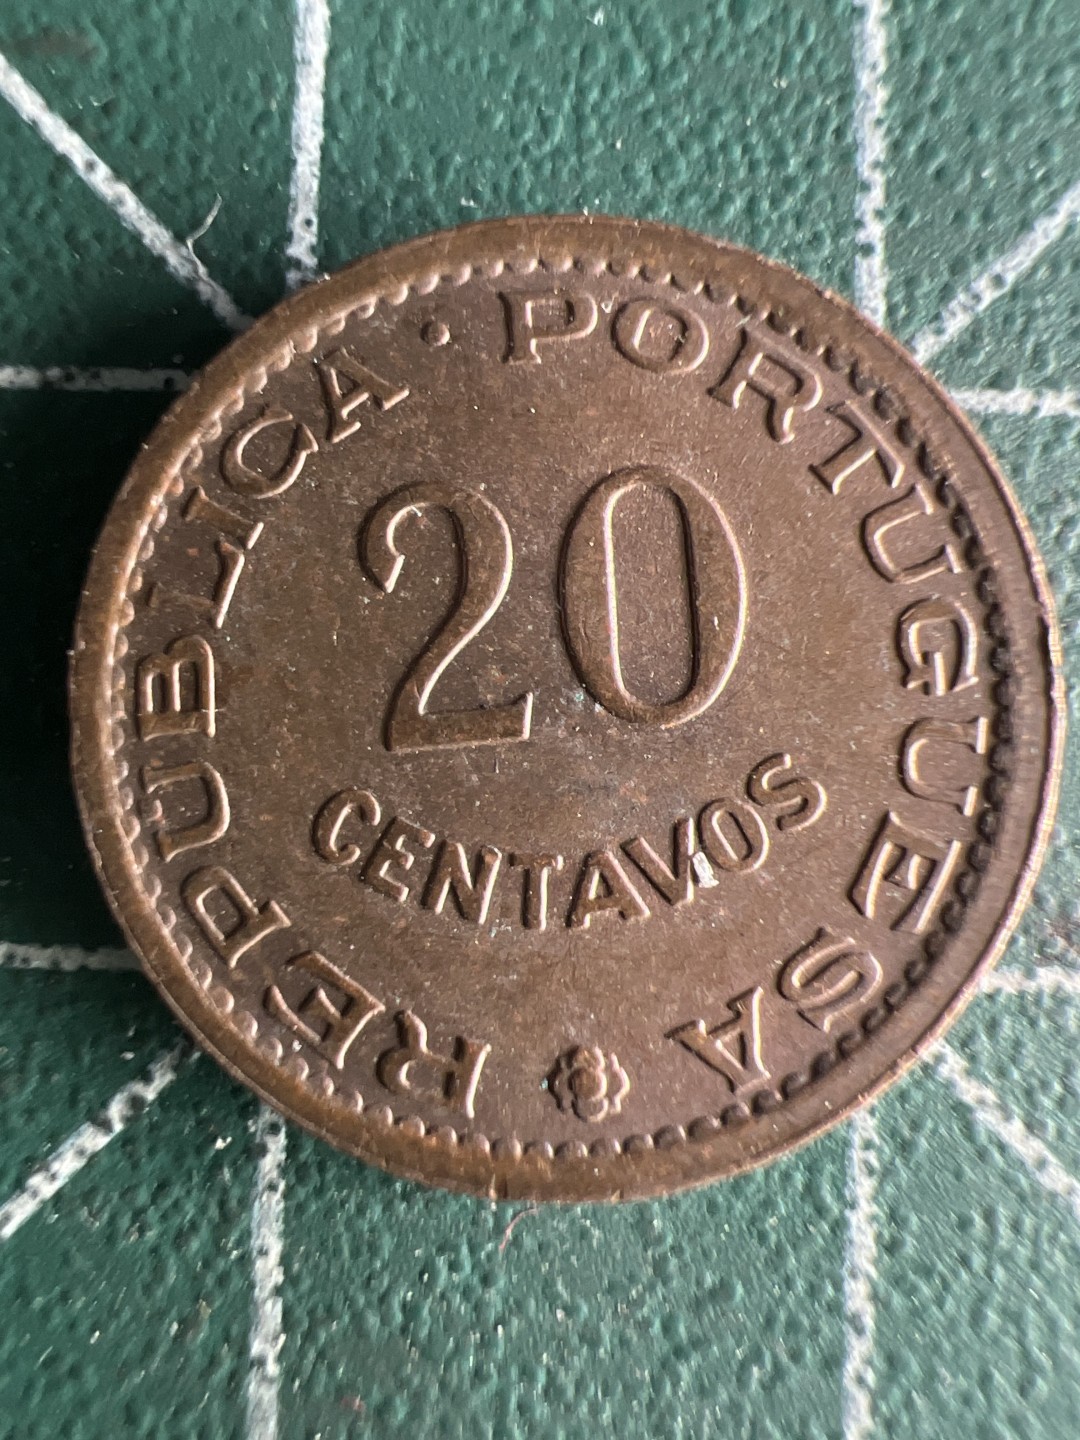 REPUBLICA · PORTUGUESA
20
CENTAVOS